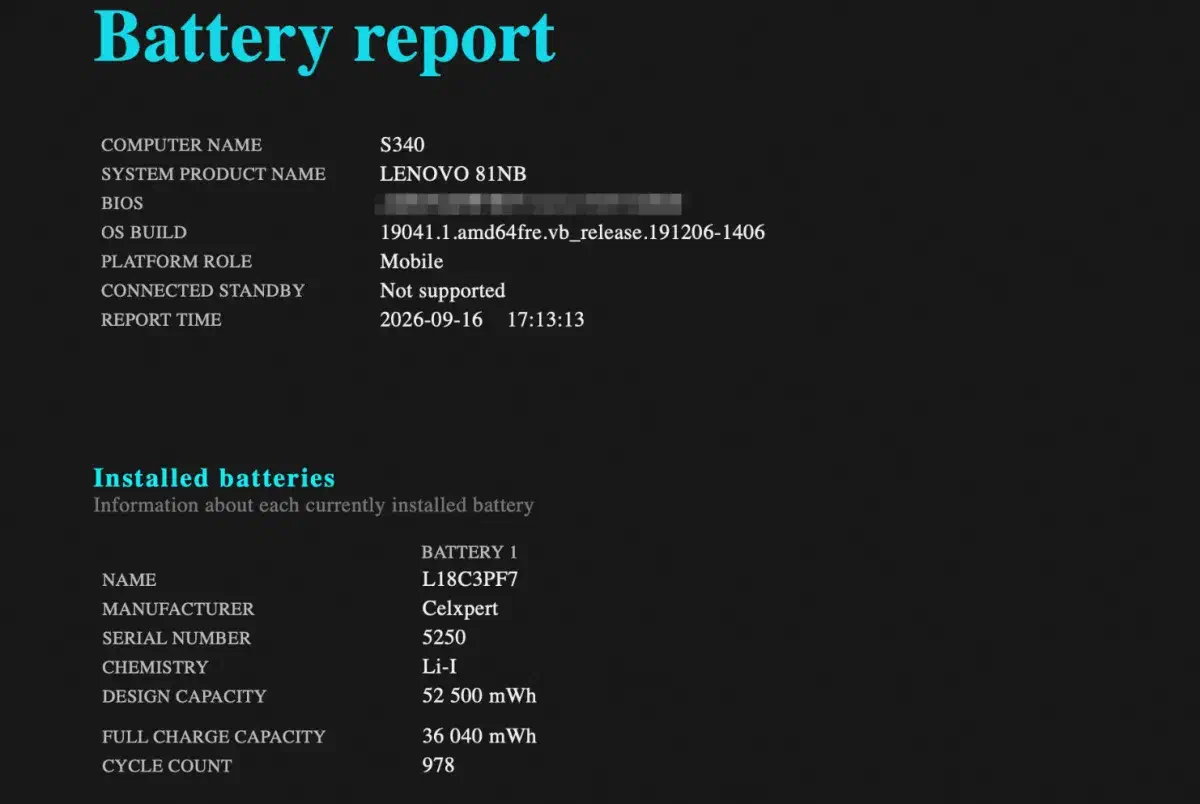 Battery report
COMPUTER NAME S340
SYSTEM PRODUCT NAME LENOVO 81NB
BIOS
OS BUILD 19041.1.amd64fre.vb_release.191206-1406
PLATFORM ROLE Mobile
CONNECTED STANDBY Not supported
REPORT TIME 2026-09-16 17:13:13
Installed batteries
Information about each currently installed battery
BATTERY 1
NAME L18C3PF7
MANUFACTURER Celxpert
SERIAL NUMBER 5250
CHEMISTRY Li-I
DESIGN CAPACITY 52 500 mWh
FULL CHARGE CAPACITY 36 040 mWh
CYCLE COUNT 978